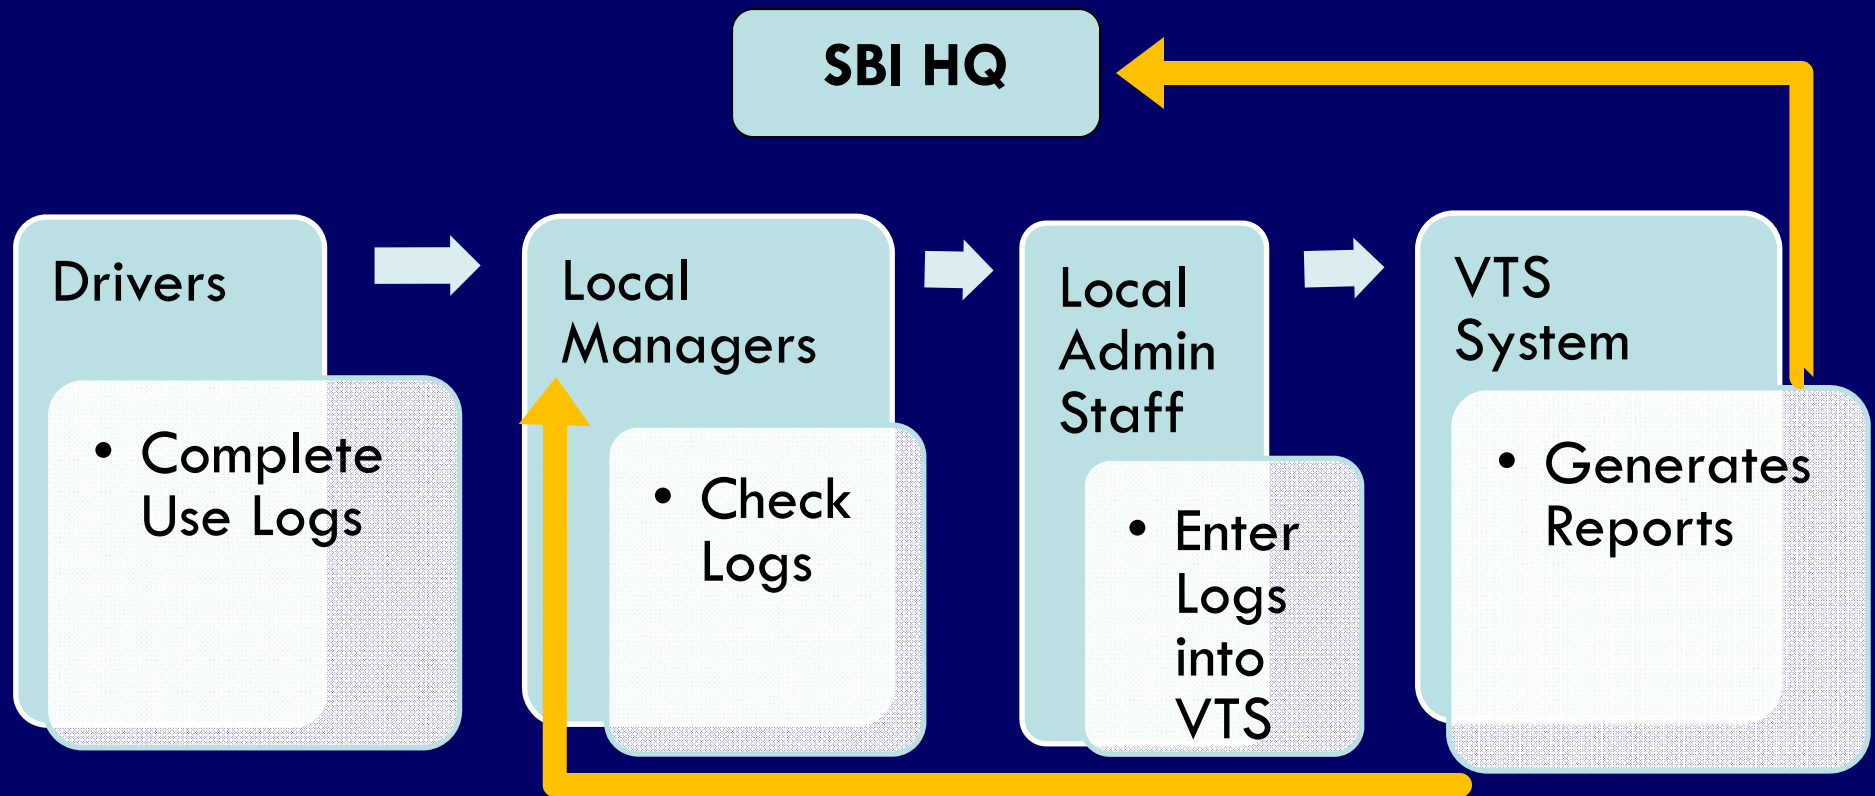 SBI HQ
Drivers
• Complete
Use Logs
Local
Managers
• Check
Logs
Local
Admin
Staff
• Enter
Logs
into
VTS
VTS
System
• Generates
Reports